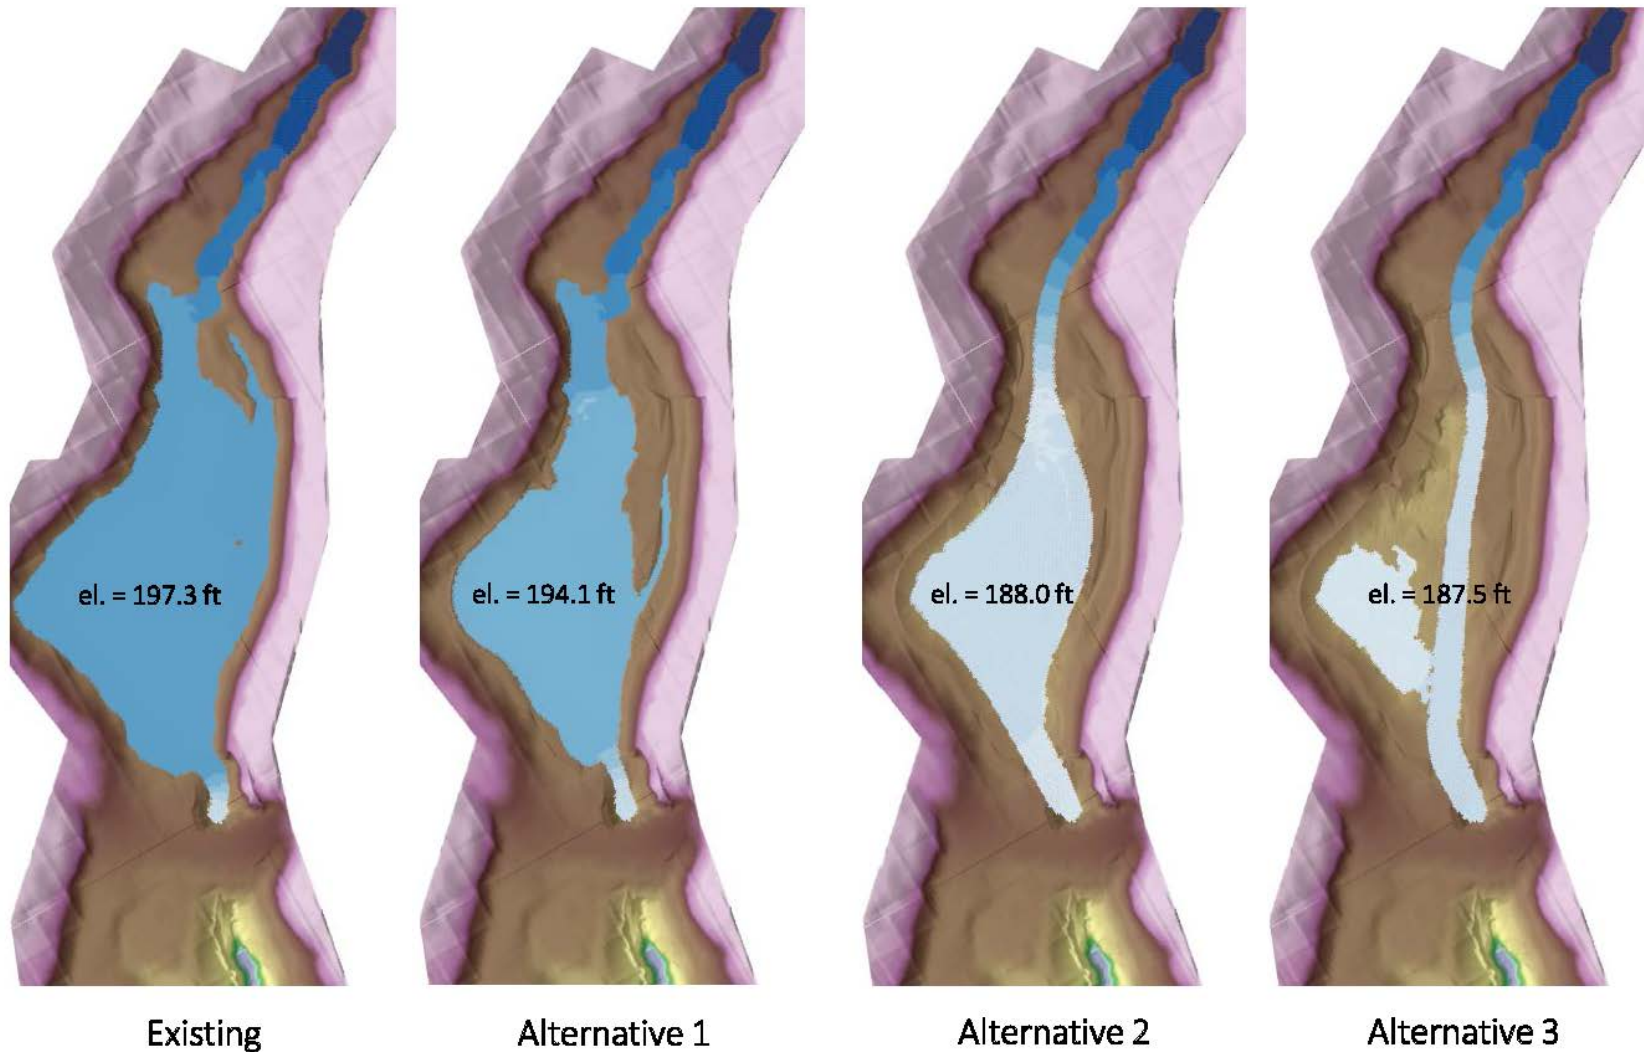 el. = 197.3 ft
el. = 194.1 ft
el. = 188.0 ft
el. = 187.5 ft
Existing
Alternative 1
Alternative 2
Alternative 3